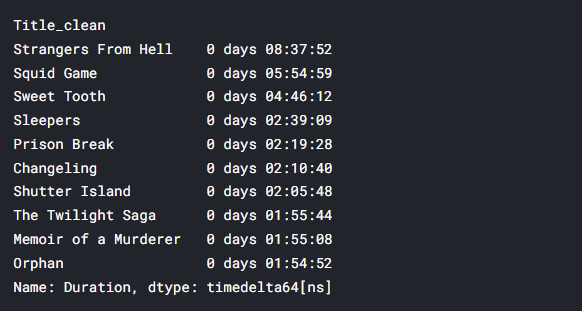 Title_clean
Strangers From Hell    0 days 08:37:52
Squid Game             0 days 05:54:59
Sweet Tooth            0 days 04:46:12
Sleepers               0 days 02:39:09
Prison Break           0 days 02:19:28
Changeling             0 days 02:10:40
Shutter Island         0 days 02:05:48
The Twilight Saga      0 days 01:55:44
Memoir of a Murderer   0 days 01:55:08
Orphan                 0 days 01:54:52
Name: Duration, dtype: timedelta64[ns]